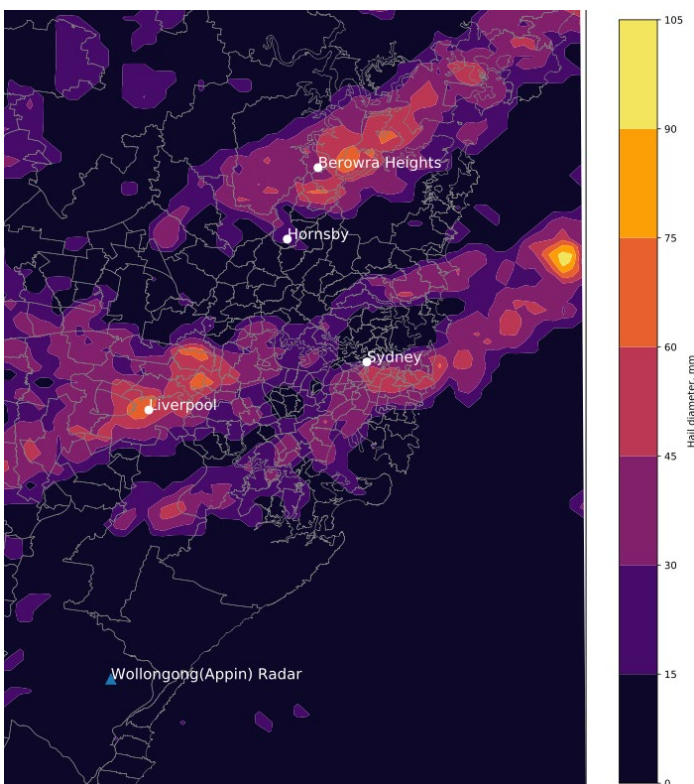 Berowra Heights
Hornsby
Sydney
Liverpool
Wollongong(Appin) Radar
105
90
75
60
45
30
15
0
Hail diameter, mm